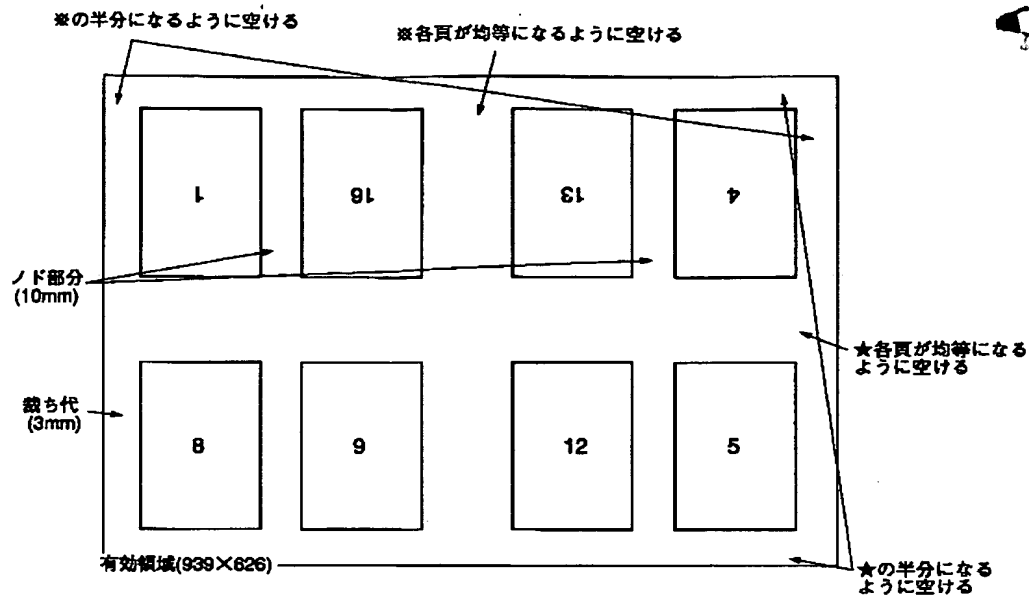 ※の半分になるように空ける
※各頁が均等になるように空ける
1
16
13
4
ノド部分
(10mm)
★各頁が均等になる
ように空ける
裁ち代
(3mm)
8
9
12
5
有効領域(939×626)
★の半分になる
ように空ける